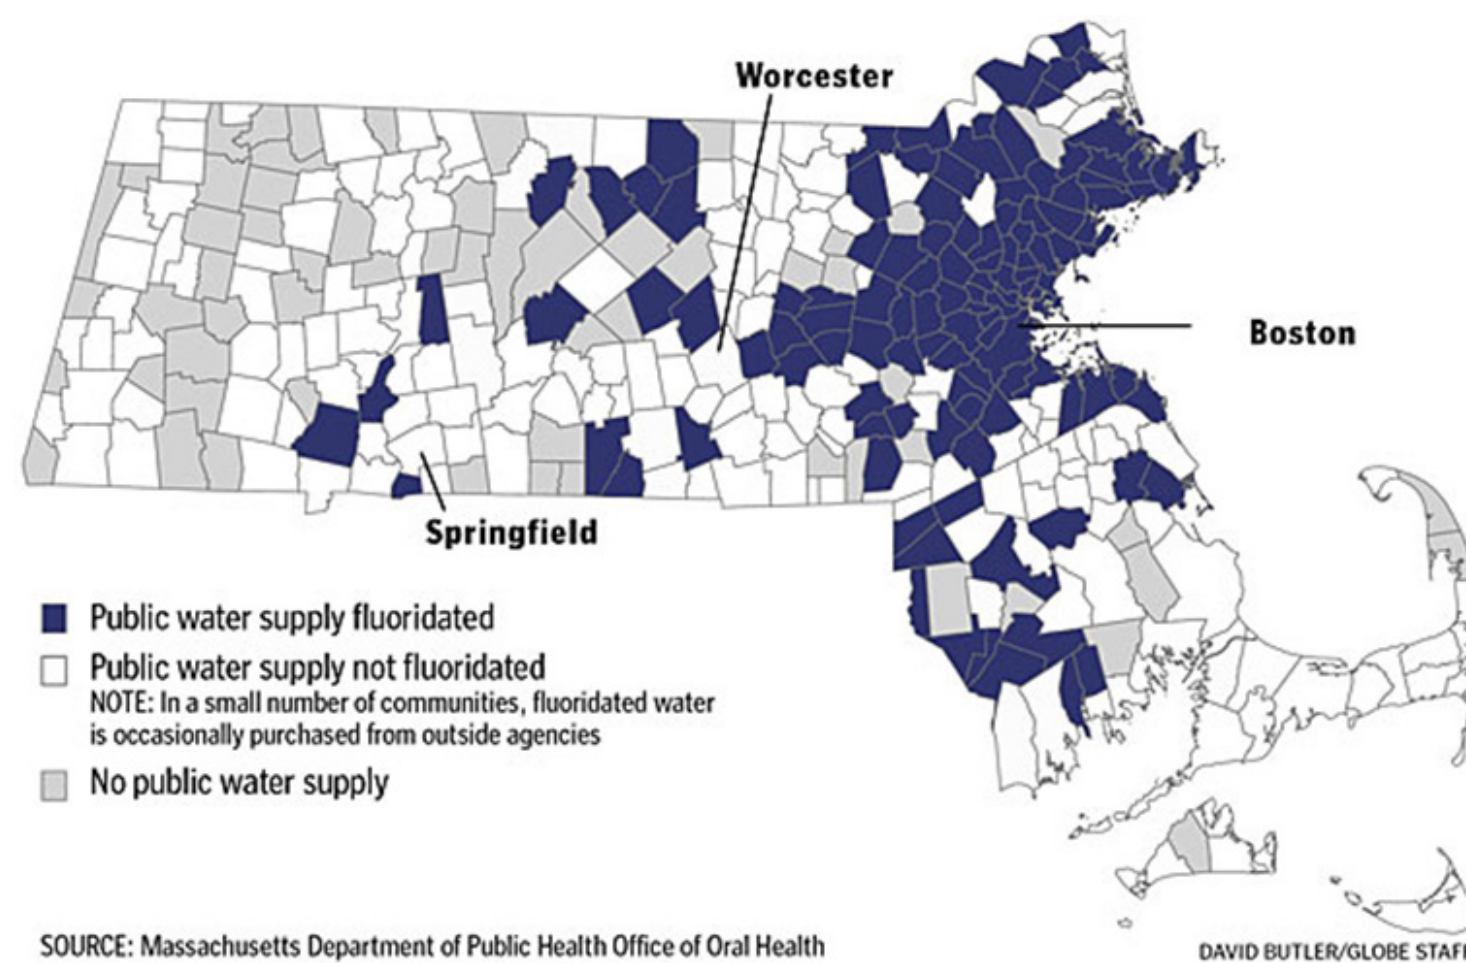 Worcester
Boston
Springfield
Public water supply fluoridated
Public water supply not fluoridated
NOTE: In a small number of communities, fluoridated water
is occasionally purchased from outside agencies
No public water supply
SOURCE: Massachusetts Department of Public Health Office of Oral Health
DAVID BUTLER/GLOBE STAFF